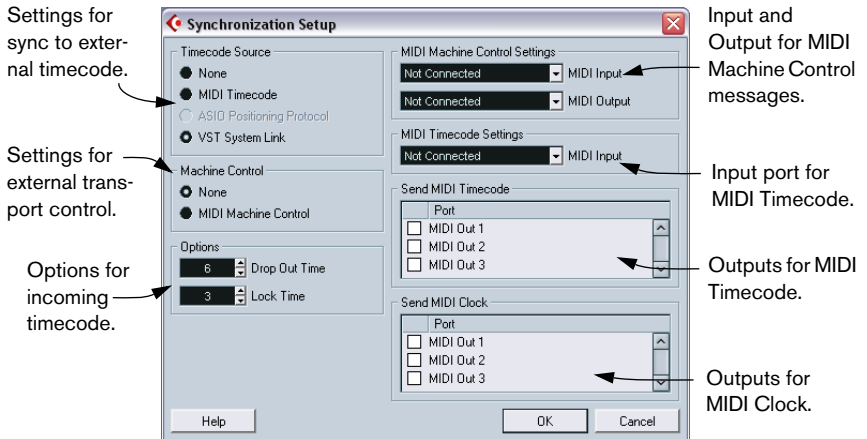 Settings for
sync to exter-
nal timecode.
Settings for
external trans-
port control.
Options for
incoming
timecode.
Synchronization Setup
Timecode Source
None
MIDI Timecode
ASIO Positioning Protocol
VST System Link
Machine Control
None
MIDI Machine Control
Options
6 Drop Out Time
3 Lock Time
MIDI Machine Control Settings
Not Connected MIDI Input
Not Connected MIDI Output
MIDI Timecode Settings
Not Connected MIDI Input
Send MIDI Timecode
Port
MIDI Out 1
MIDI Out 2
MIDI Out 3
Send MIDI Clock
Port
MIDI Out 1
MIDI Out 2
MIDI Out 3
Help OK Cancel
Input and
Output for MIDI
Machine Control
messages.
Input port for
MIDI Timecode.
Outputs for MIDI
Timecode.
Outputs for
MIDI Clock.